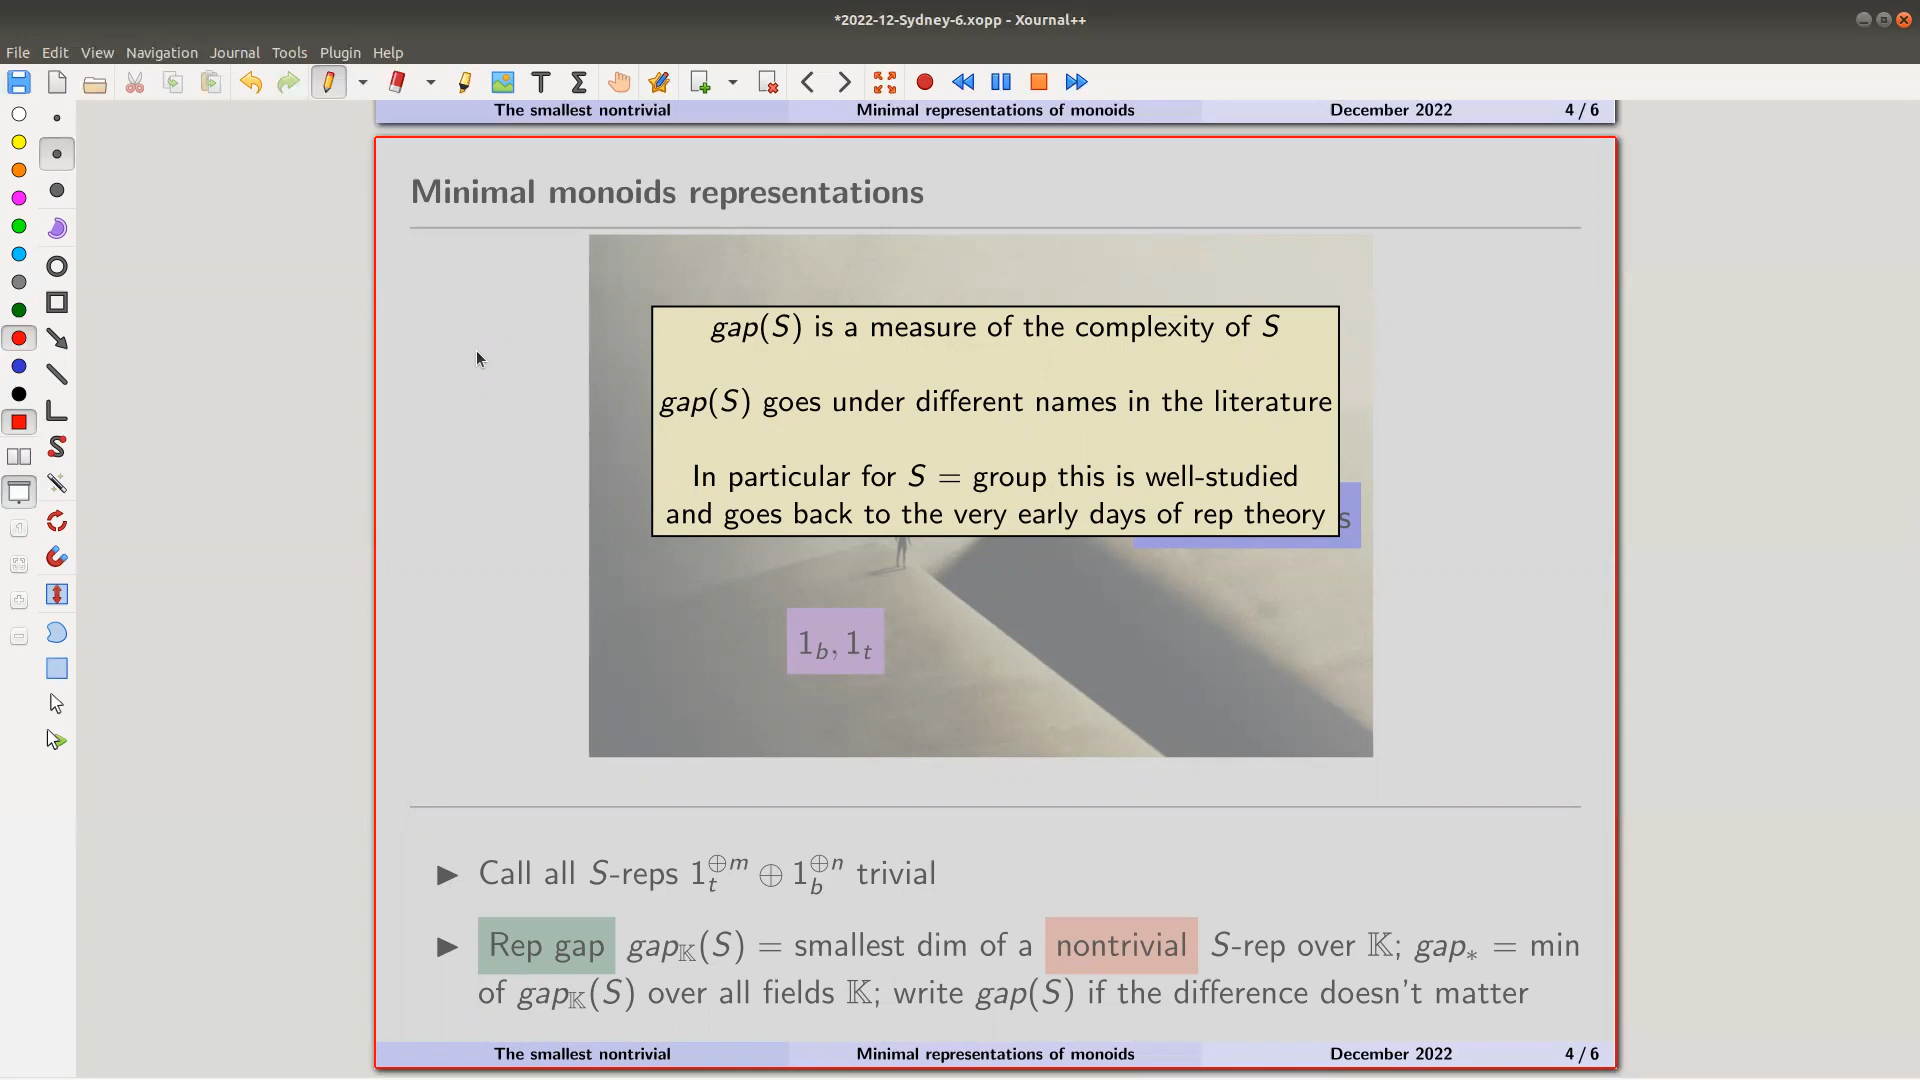 *2022-12-Sydney-6.xopp - Xournal++
File Edit View Navigation Journal Tools Plugin Help
The smallest nontrivial Minimal representations of monoids December 2022 4 / 6
Minimal monoids representations
gap(S) is a measure of the complexity of S
gap(S) goes under different names in the literature
In particular for S = group this is well-studied
and goes back to the very early days of rep theory
s
1_b, 1_t
► Call all S-reps 1_t^{⊕m} ⊕ 1_b^{⊕n} trivial
► Rep gap gap_𝕂(S) = smallest dim of a nontrivial S-rep over 𝕂; gap_* = min
of gap_𝕂(S) over all fields 𝕂; write gap(S) if the difference doesn't matter
The smallest nontrivial Minimal representations of monoids December 2022 4 / 6